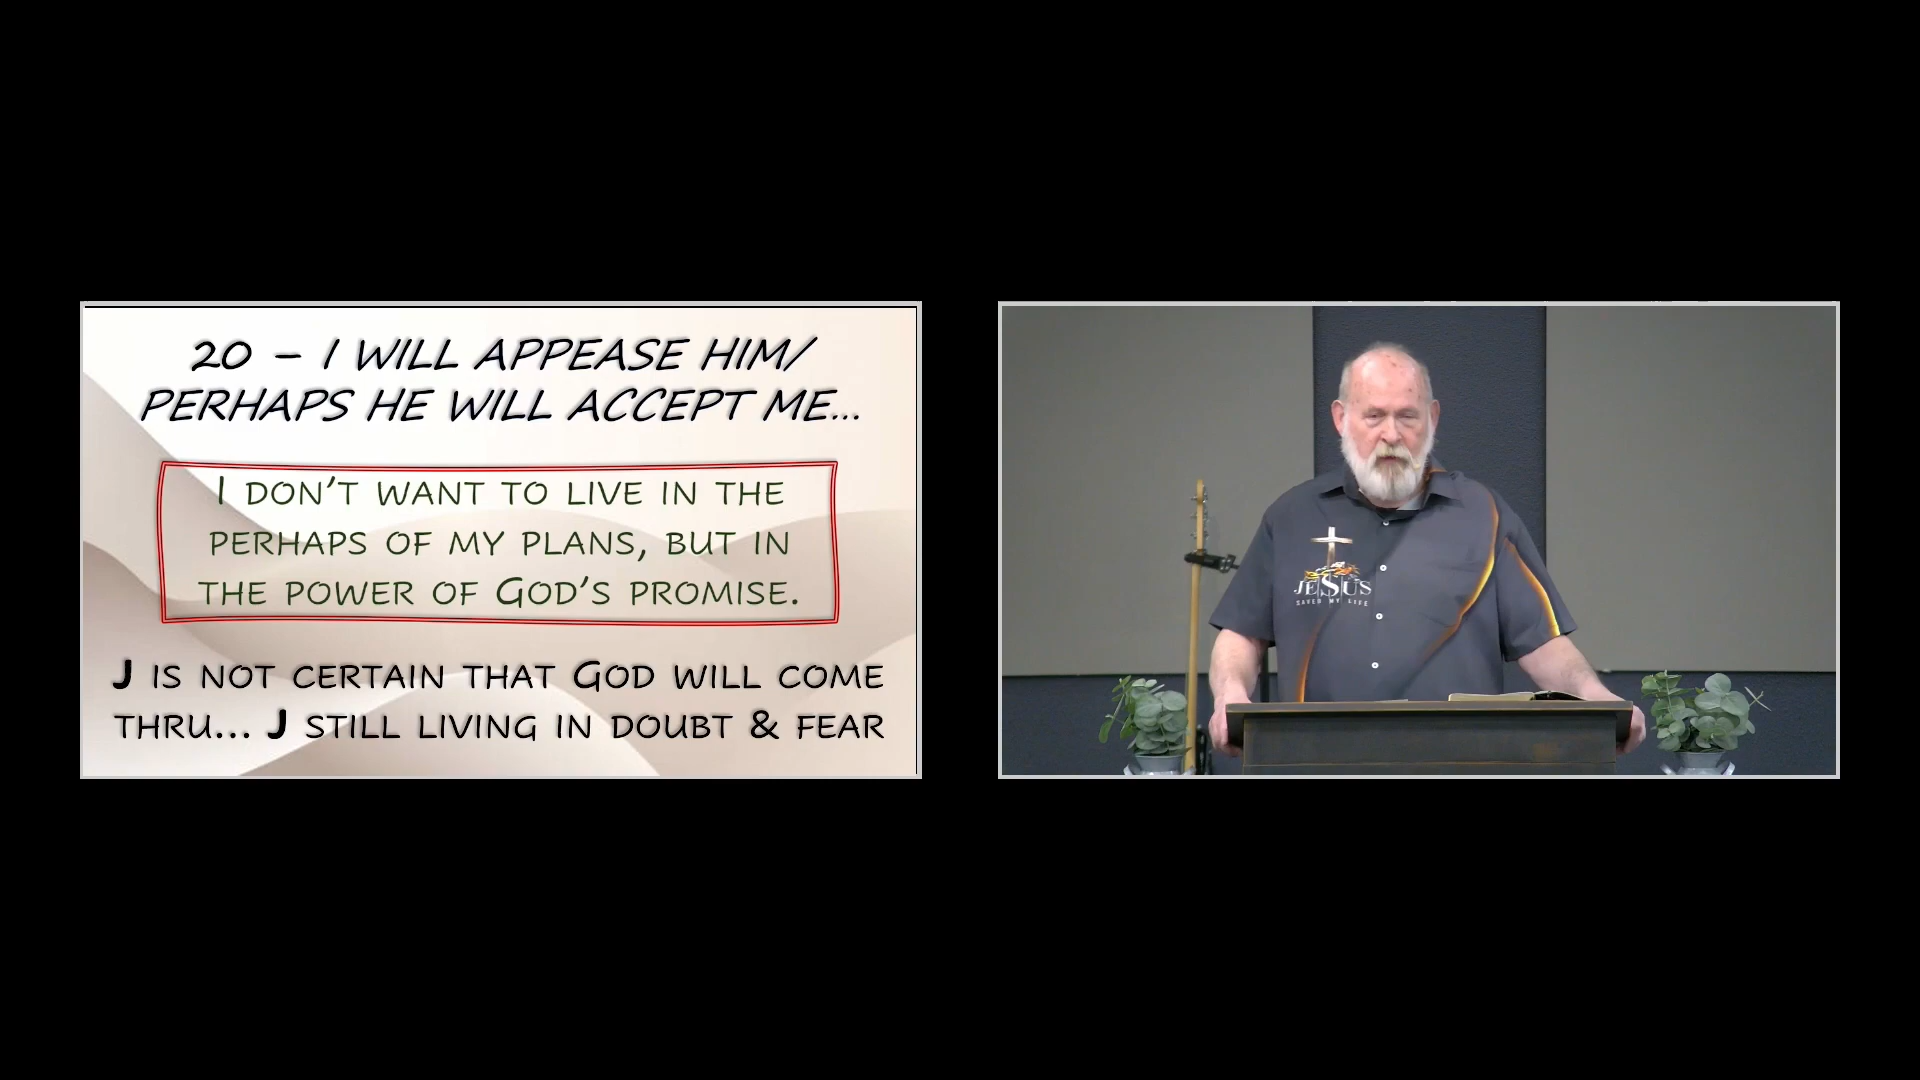 20 – I WILL APPEASE HIM/
PERHAPS HE WILL ACCEPT ME...
I DON'T WANT TO LIVE IN THE
PERHAPS OF MY PLANS, BUT IN
THE POWER OF GOD'S PROMISE.
J IS NOT CERTAIN THAT GOD WILL COME
THRU... J STILL LIVING IN DOUBT & FEAR
JESUS
SAVED MY LIFE